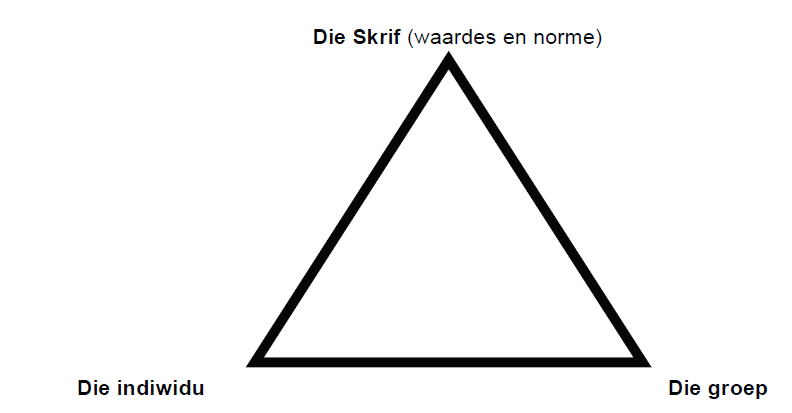 Die Skrif (waardes en norme)
Die indiwidu
Die groep